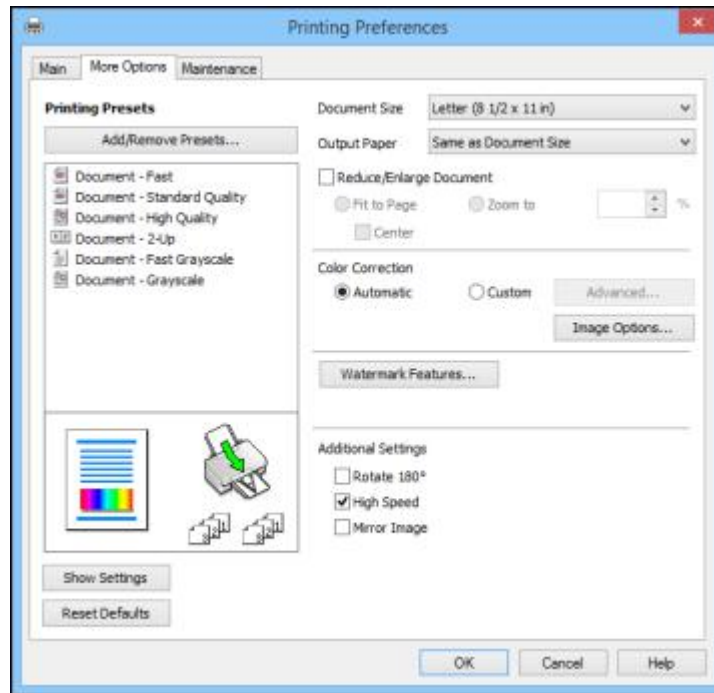 Printing Preferences
Main More Options Maintenance
Printing Presets
Add/Remove Presets...
Document - Fast
Document - Standard Quality
Document - High Quality
Document - 2-Up
Document - Fast Grayscale
Document - Grayscale
Show Settings
Reset Defaults
Document Size Letter (8 1/2 x 11 in)
Output Paper Same as Document Size
Reduce/Enlarge Document
Fit to Page Zoom to %
Center
Color Correction
Automatic Custom Advanced...
Image Options...
Watermark Features...
Additional Settings
Rotate 180°
High Speed
Mirror Image
OK Cancel Help